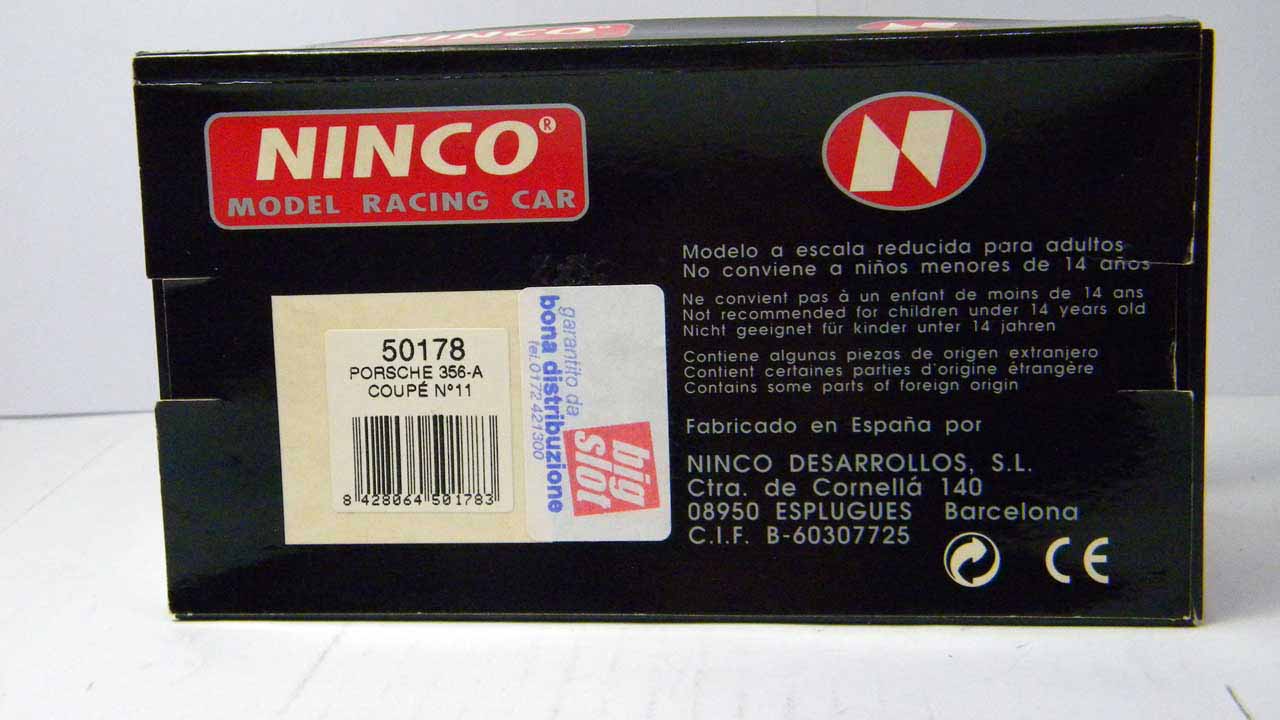 NINCO®
MODEL RACING CAR
N
Modelo a escala reducida para adultos
No conviene a niños menores de 14 años
Ne convient pas à un enfant de moins de 14 ans
Not recommended for children under 14 years old
Nicht geeignet für kinder unter 14 jahren
Contiene algunas piezas de origen extranjero
Contient certaines parties d'origine étrangère
Contains some parts of foreign origin
Fabricado en España por
NINCO DESARROLLOS, S.L.
Ctra. de Cornellá 140
08950 ESPLUGUES Barcelona
C.I.F. B-60307725
CE
50178
PORSCHE 356-A
COUPÉ Nº11
8 428064 501783
garantito da
bona distribuzione
tel. 0172 421300
big
slot